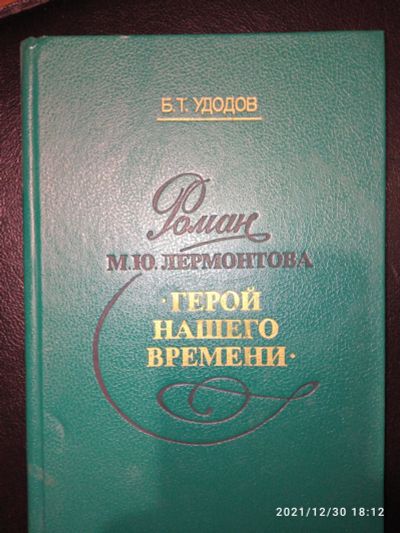 Б.Т. УДОДОВ
Роман
М.Ю. ЛЕРМОНТОВА
·ГЕРОЙ
НАШЕГО
ВРЕМЕНИ·
2021/12/30 18:12